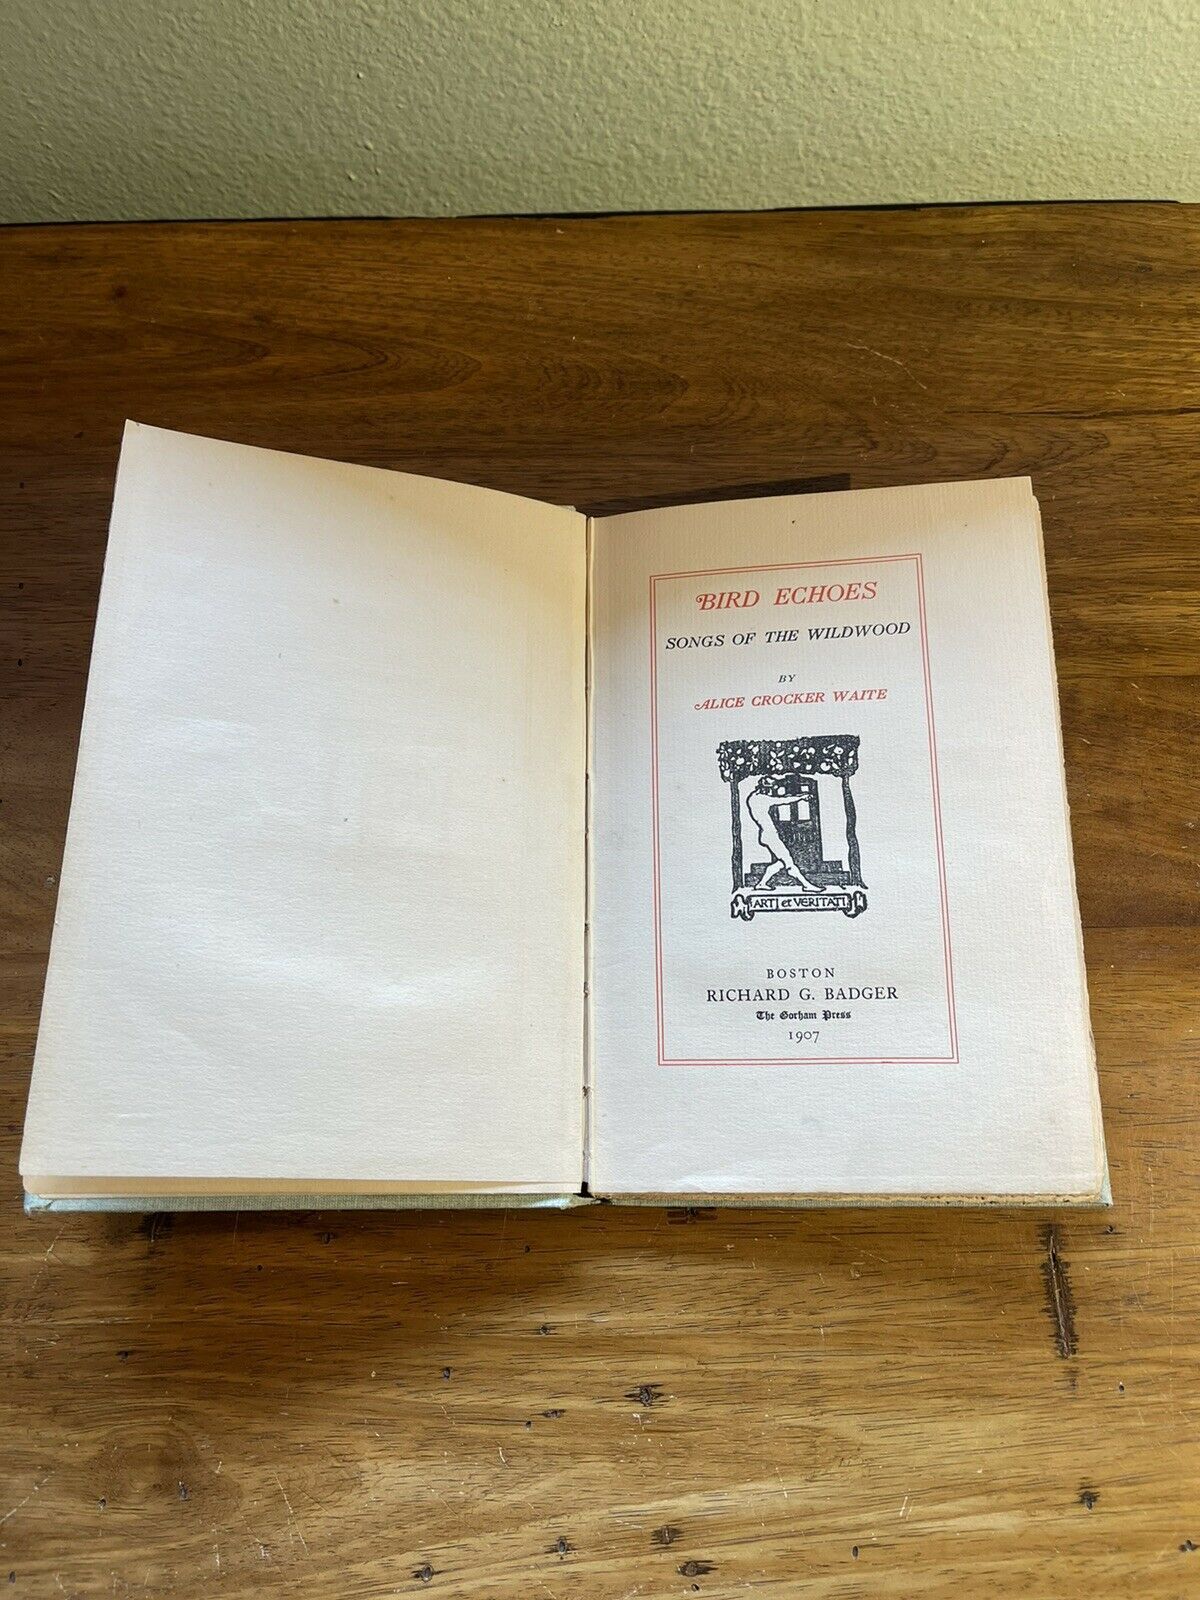 BIRD ECHOES
SONGS OF THE WILDWOOD
BY
ALICE CROCKER WAITE
ARTI et VERITATI
BOSTON
RICHARD G. BADGER
The Gorham Press
1907